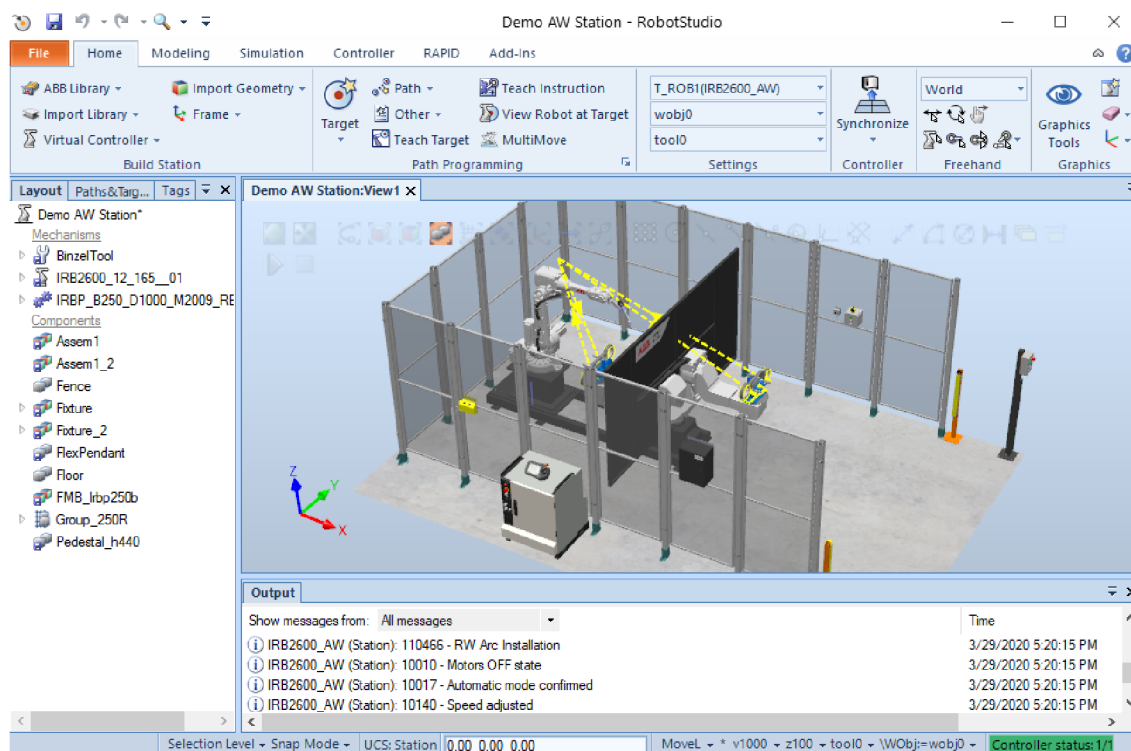 Demo AW Station - RobotStudio
File Home Modeling Simulation Controller RAPID Add-Ins
ABB Library
Import Library
Virtual Controller
Import Geometry
Frame
Build Station
Target
Path
Other
Teach Target
Teach Instruction
View Robot at Target
MultiMove
Path Programming
T_ROB1(IRB2600_AW)
wobj0
tool0
Settings
Synchronize
Controller
World
Freehand
Graphics
Tools
Graphics
Layout Paths&Targ... Tags
Demo AW Station:View1
Demo AW Station*
Mechanisms
BinzelTool
IRB2600_12_165__01
IRBP_B250_D1000_M2009_RE
Components
Assem1
Assem1_2
Fence
Fixture
Fixture_2
FlexPendant
Floor
FMB_Irbp250b
Group_250R
Pedestal_h440
Z
Y
X
Output
Show messages from: All messages
Time
IRB2600_AW (Station): 110466 - RW Arc Installation 3/29/2020 5:20:15 PM
IRB2600_AW (Station): 10010 - Motors OFF state 3/29/2020 5:20:15 PM
IRB2600_AW (Station): 10017 - Automatic mode confirmed 3/29/2020 5:20:15 PM
IRB2600_AW (Station): 10140 - Speed adjusted 3/29/2020 5:20:15 PM
Selection Level Snap Mode UCS: Station 0.00 0.00 0.00 MoveL * v1000 z100 tool0 \WObj:=wobj0 Controller status: 1/1